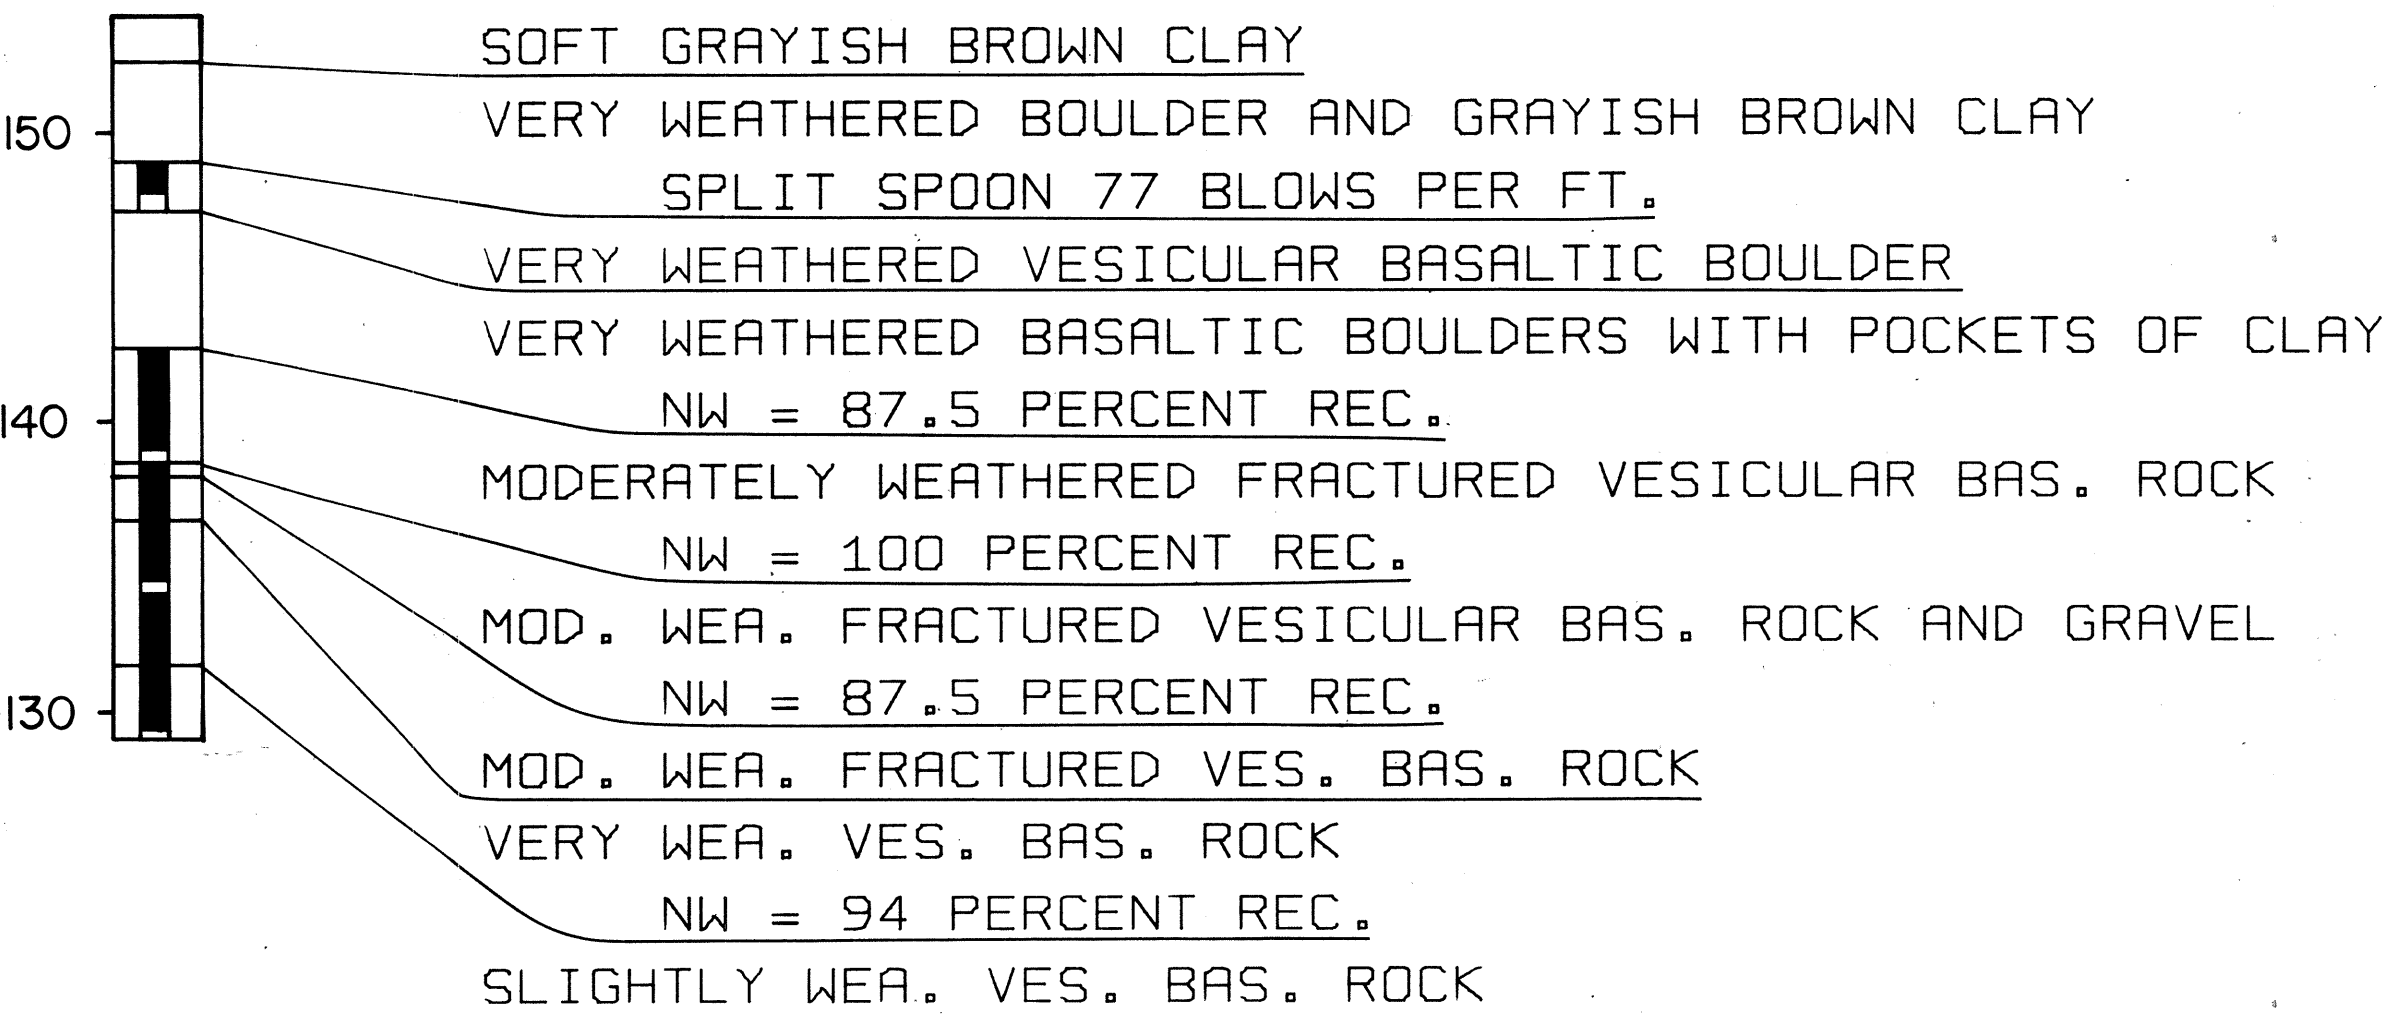 SOFT GRAYISH BROWN CLAY
VERY WEATHERED BOULDER AND GRAYISH BROWN CLAY
150
SPLIT SPOON 77 BLOWS PER FT.
VERY WEATHERED VESICULAR BASALTIC BOULDER
VERY WEATHERED BASALTIC BOULDERS WITH POCKETS OF CLAY
140
NW = 87.5 PERCENT REC.
MODERATELY WEATHERED FRACTURED VESICULAR BAS. ROCK
NW = 100 PERCENT REC.
MOD. WEA. FRACTURED VESICULAR BAS. ROCK AND GRAVEL
130
NW = 87.5 PERCENT REC.
MOD. WEA. FRACTURED VES. BAS. ROCK
VERY WEA. VES. BAS. ROCK
NW = 94 PERCENT REC.
SLIGHTLY WEA. VES. BAS. ROCK